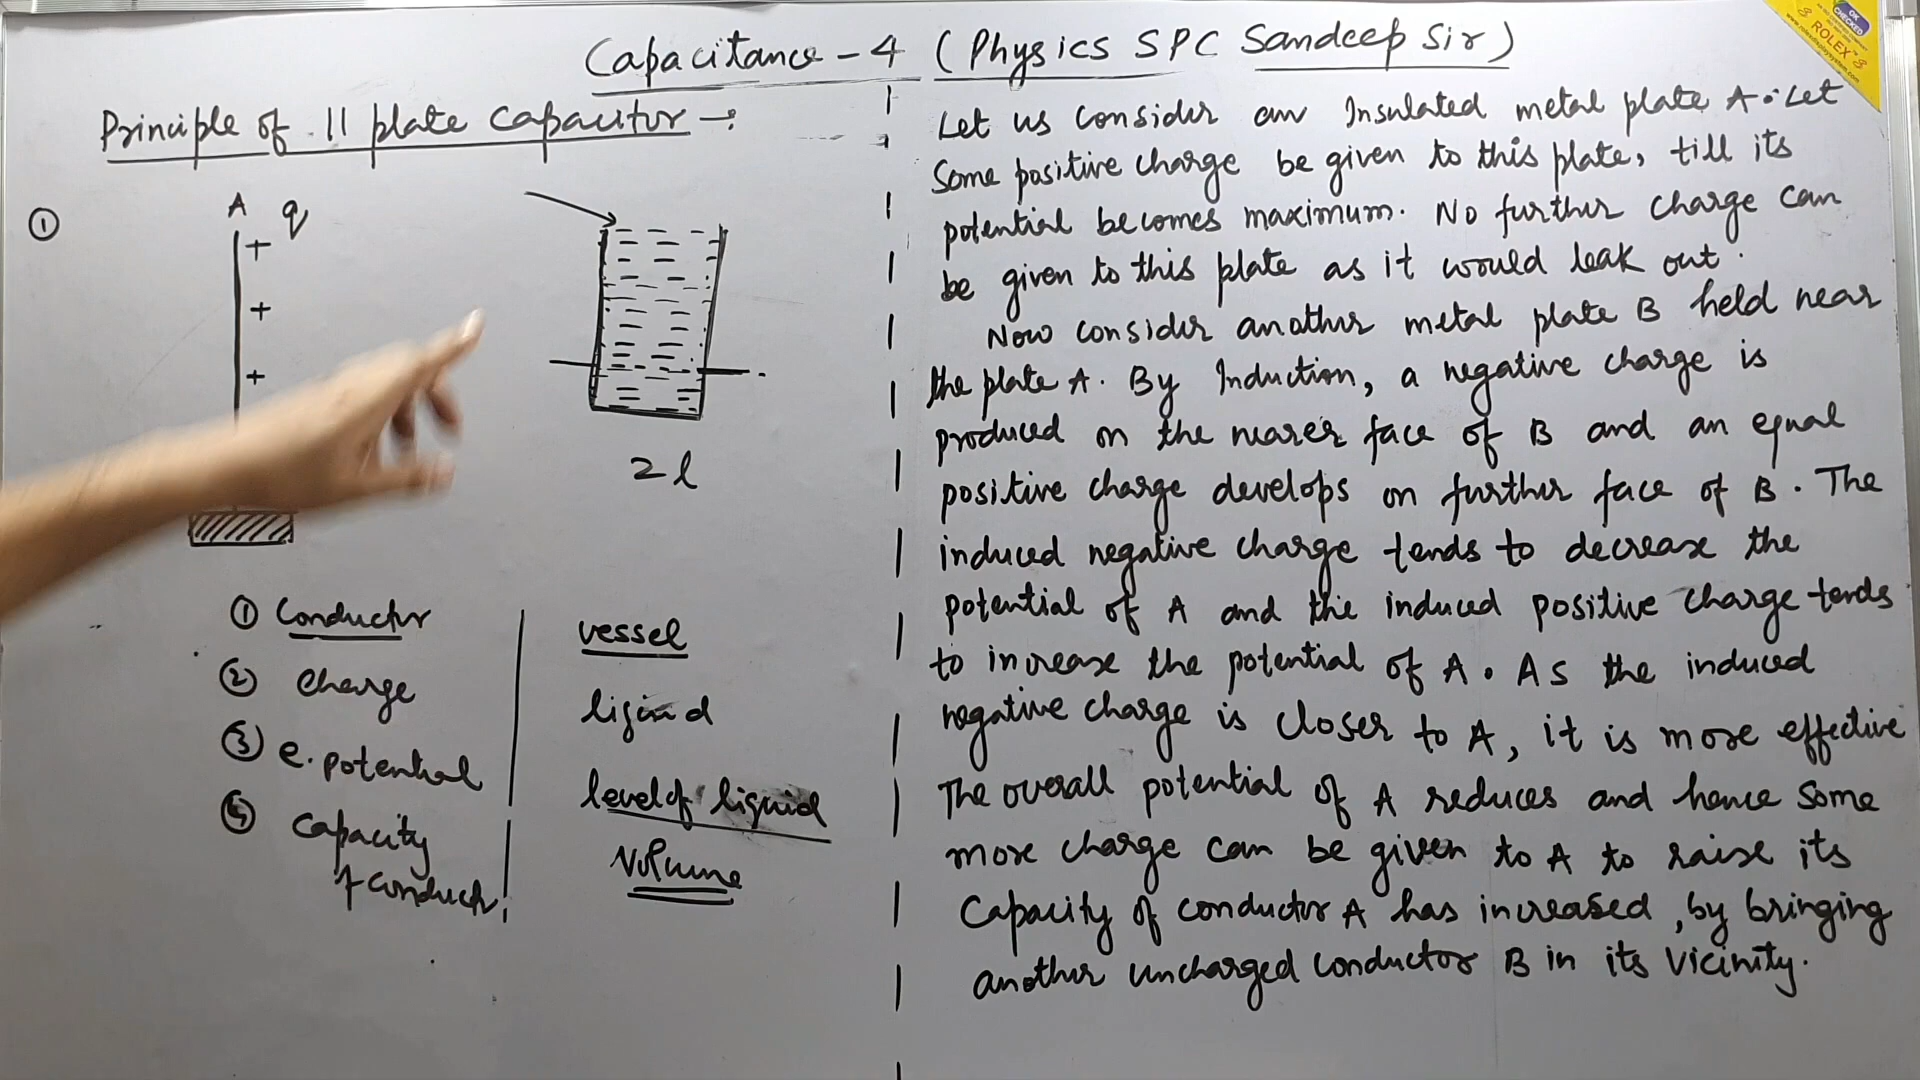 Capacitance - 4 (Physics SPC Sandeep Sir)
Principle of || plate Capacitor →:
①
A q
+
+
+
2 l
① Conductor
② Charge
③ e. potential
④ Capacity
of conduct.
vessel
liquid
level of liquid
Volume
Let us consider an Insulated metal plate A. Let
Some positive charge be given to this plate, till its
potential becomes maximum. No further charge can
be given to this plate as it would leak out.
Now consider another metal plate B held near
the plate A. By Induction, a negative charge is
produced on the nearer face of B and an equal
positive charge develops on further face of B. The
induced negative charge tends to decrease the
potential of A and the induced positive charge tends
to increase the potential of A. As the induced
negative charge is closer to A, it is more effective
The overall potential of A reduces and hence Some
more charge can be given to A to raise its
Capacity of conductor A has increased, by bringing
another uncharged conductor B in its vicinity.
OK
CHECKED
ROLEX